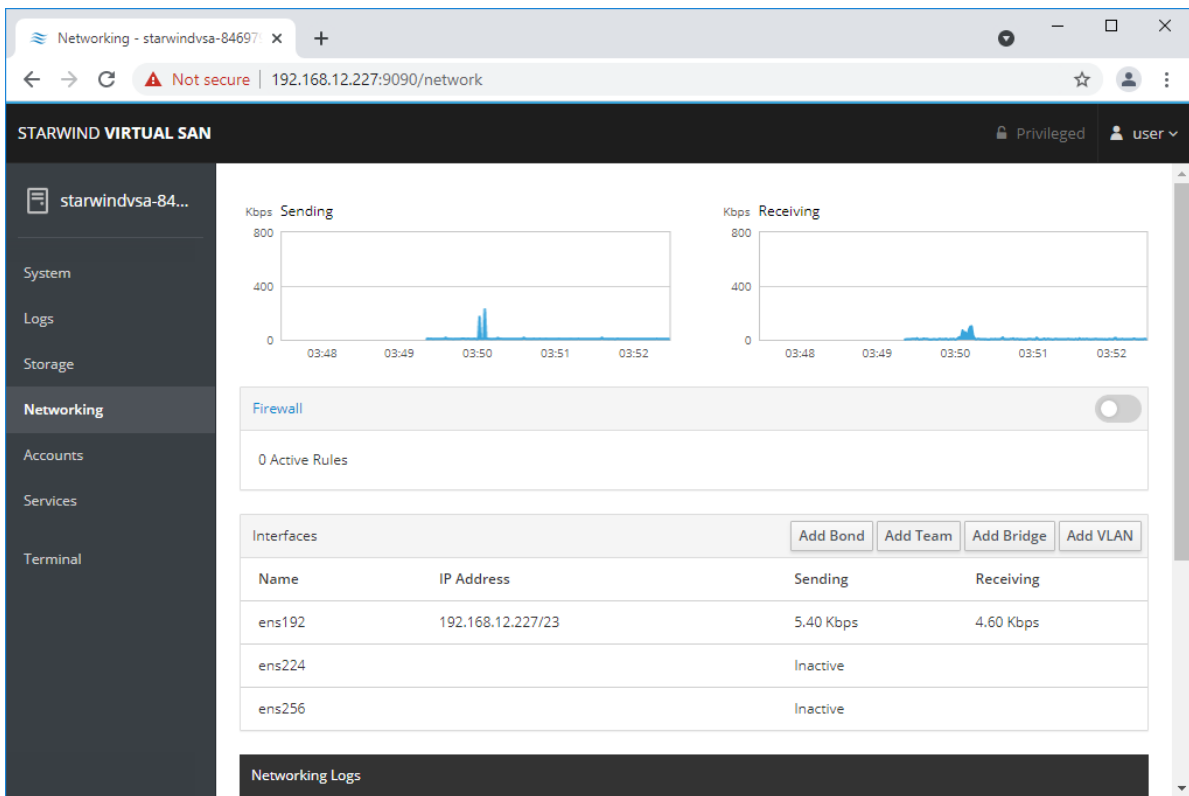 Networking - starwindvsa-84697
Not secure | 192.168.12.227:9090/network
STARWIND VIRTUAL SAN Privileged user
starwindvsa-84...
System
Logs
Storage
Networking
Accounts
Services
Terminal
Kbps Sending
800
400
0
03:48 03:49 03:50 03:51 03:52
Kbps Receiving
800
400
0
03:48 03:49 03:50 03:51 03:52
Firewall
0 Active Rules
Interfaces Add Bond Add Team Add Bridge Add VLAN
Name IP Address Sending Receiving
ens192 192.168.12.227/23 5.40 Kbps 4.60 Kbps
ens224 Inactive
ens256 Inactive
Networking Logs